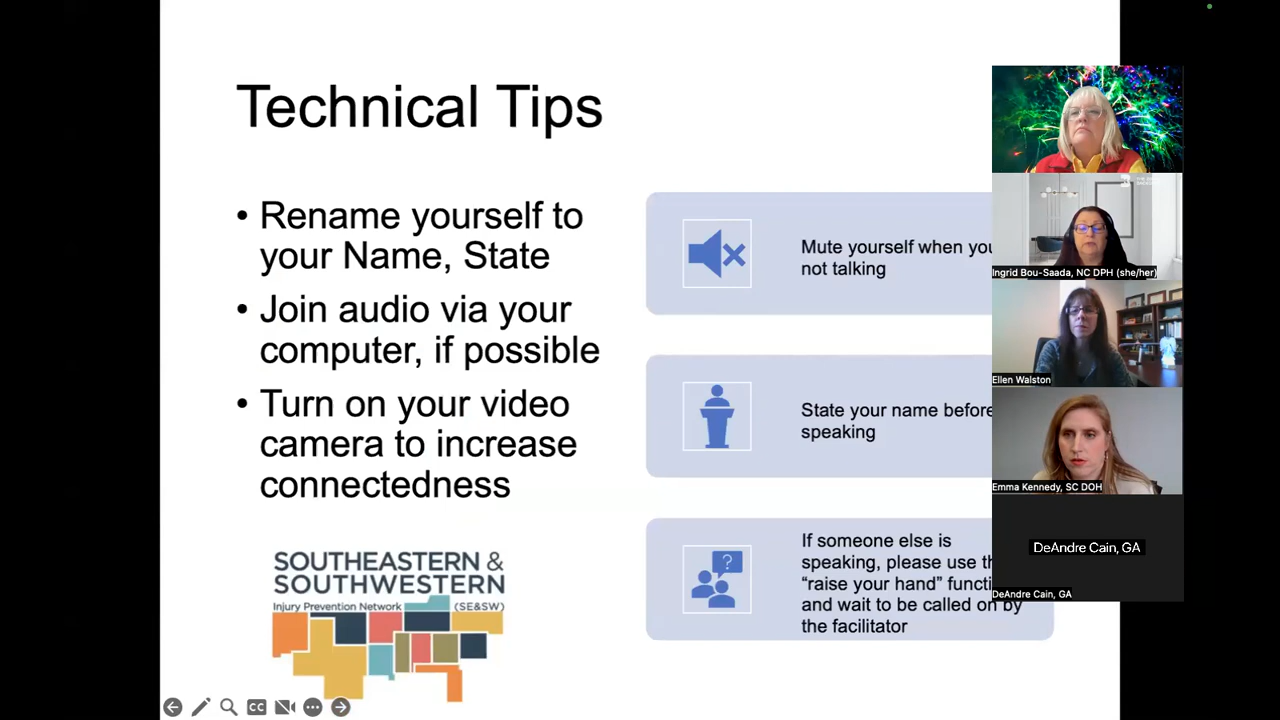 Technical Tips
• Rename yourself to
your Name, State
• Join audio via your
computer, if possible
• Turn on your video
camera to increase
connectedness
SOUTHEASTERN &
SOUTHWESTERN
Injury Prevention Network (SE&SW)
Mute yourself when you
not talking
State your name before
speaking
If someone else is
speaking, please use th
“raise your hand” functi
and wait to be called on by
the facilitator
Ingrid Bou-Saada, NC DPH (she/her)
Ellen Walston
Emma Kennedy, SC DOH
DeAndre Cain, GA
DeAndre Cain, GA
CC